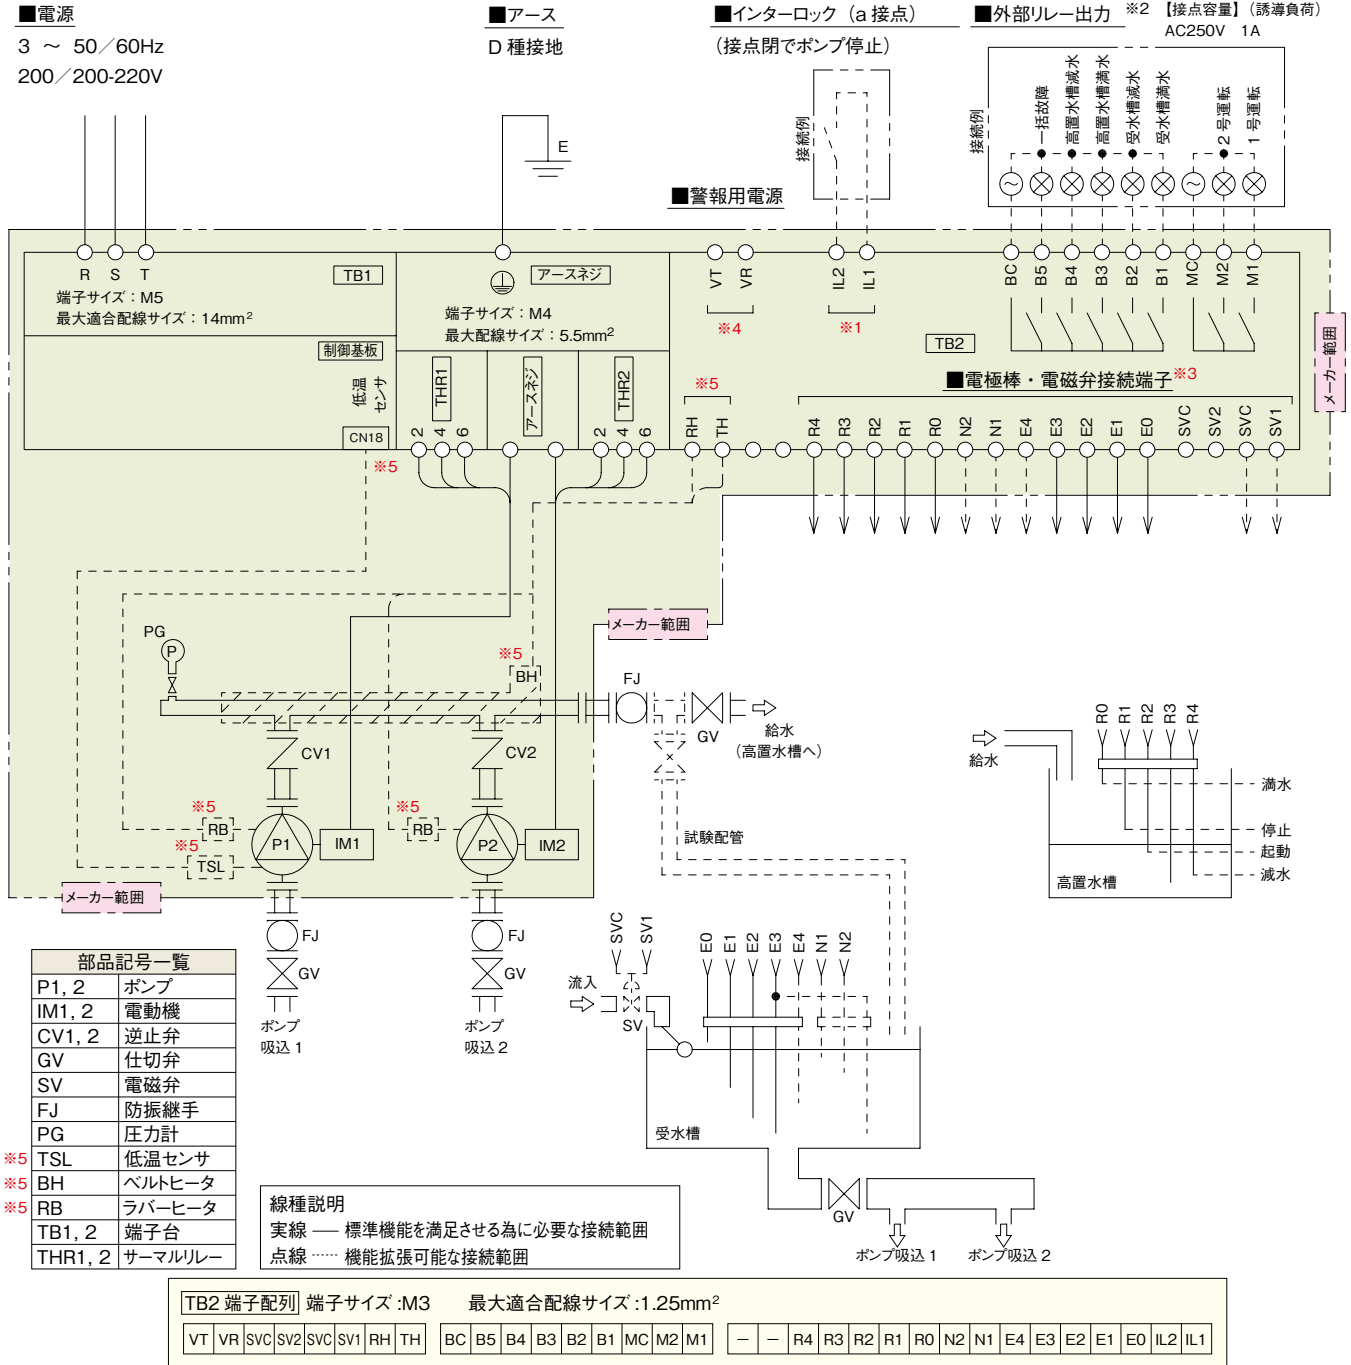 ■電源
3 ～ 50／60Hz
200／200-220V
■アース
D 種接地
■インターロック（a 接点）
(接点閉でポンプ停止)
■外部リレー出力
※2 【接点容量】（誘導負荷）
AC250V 1A
接続例
接続例
一括故障
高置水槽減水
高置水槽満水
受水槽減水
受水槽満水
2 号運転
1 号運転
E
■警報用電源
R S T
TB1
端子サイズ：M5
最大適合配線サイズ：14mm²
アースネジ
端子サイズ：M4
最大配線サイズ：5.5mm²
VT VR
※4
IL2 IL1
※1
BC B5 B4 B3 B2 B1 MC M2 M1
TB2
メーカー範囲
制御基板
低温
センサ
CN18
※5
THR1
2 4 6
アースネジ
THR2
2 4 6
※5
RH TH
■電極棒・電磁弁接続端子※3
R4 R3 R2 R1 R0 N2 N1 E4 E3 E2 E1 E0 SVC SV2 SVC SV1
メーカー範囲
PG
P
※5
BH
FJ
GV
給水
(高置水槽へ)
CV1
CV2
※5
RB
※5
TSL
P1
IM1
※5
RB
P2
IM2
試験配管
メーカー範囲
FJ
GV
ポンプ
吸込 1
FJ
GV
ポンプ
吸込 2
給水
R0 R1 R2 R3 R4
満水
停止
起動
減水
高置水槽
SVC SV1
流入
SV
E0 E1 E2 E3 E4 N1 N2
受水槽
GV
ポンプ吸込 1
ポンプ吸込 2
部品記号一覧
P1, 2 ポンプ
IM1, 2 電動機
CV1, 2 逆止弁
GV 仕切弁
SV 電磁弁
FJ 防振継手
PG 圧力計
※5 TSL 低温センサ
※5 BH ベルトヒータ
※5 RB ラバーヒータ
TB1, 2 端子台
THR1, 2 サーマルリレー
線種説明
実線 ── 標準機能を満足させる為に必要な接続範囲
点線 ······ 機能拡張可能な接続範囲
TB2 端子配列 端子サイズ :M3 最大適合配線サイズ :1.25mm²
VT VR SVC SV2 SVC SV1 RH TH BC B5 B4 B3 B2 B1 MC M2 M1 － － R4 R3 R2 R1 R0 N2 N1 E4 E3 E2 E1 E0 IL2 IL1